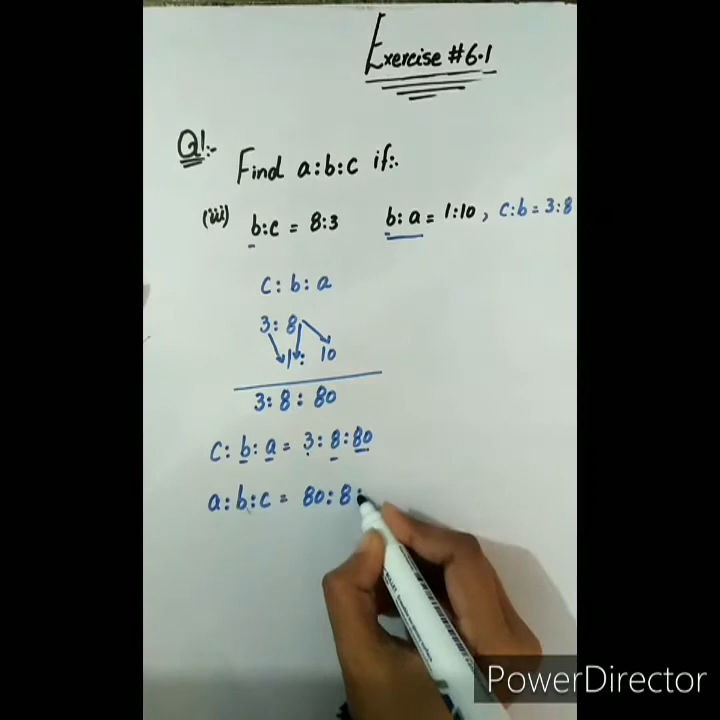 Exercise #6.1
Q1:-
Find a:b:c if:-
(iii) b:c = 8:3 b:a = 1:10, c:b = 3:8
c:b:a
3:8
1: 10
3:8:80
c:b:a = 3:8:80
a:b:c = 80:8:
PowerDirector